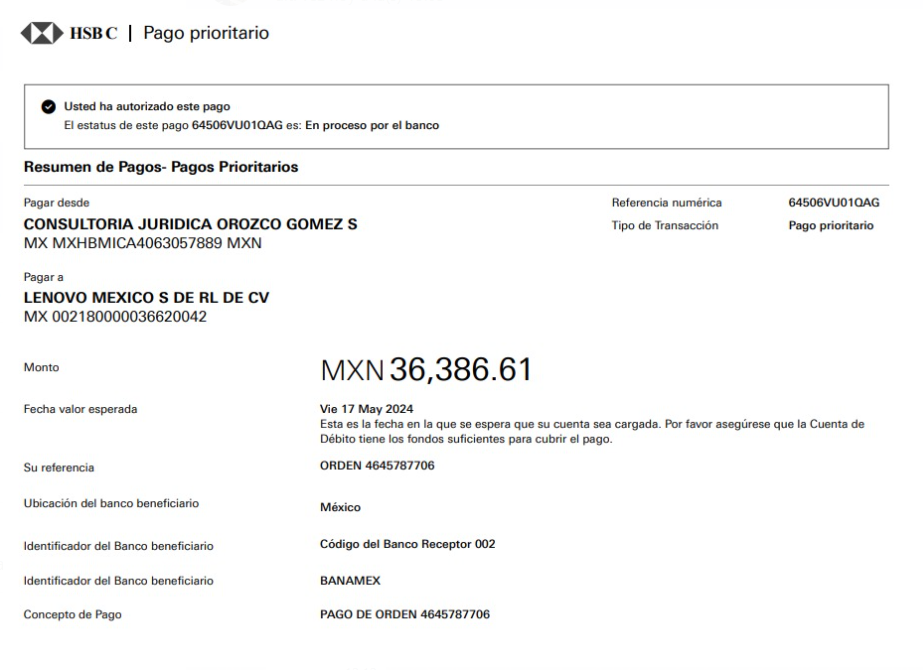 HSBC | Pago prioritario
Usted ha autorizado este pago
El estatus de este pago 64506VU01QAG es: En proceso por el banco
Resumen de Pagos- Pagos Prioritarios
Pagar desde
CONSULTORIA JURIDICA OROZCO GOMEZ S
MX MXHBMICA4063057889 MXN
Referencia numérica 64506VU01QAG
Tipo de Transacción Pago prioritario
Pagar a
LENOVO MEXICO S DE RL DE CV
MX 002180000036620042
Monto MXN 36,386.61
Fecha valor esperada Vie 17 May 2024
Esta es la fecha en la que se espera que su cuenta sea cargada. Por favor asegúrese que la Cuenta de
Débito tiene los fondos suficientes para cubrir el pago.
Su referencia ORDEN 4645787706
Ubicación del banco beneficiario México
Identificador del Banco beneficiario Código del Banco Receptor 002
Identificador del Banco beneficiario BANAMEX
Concepto de Pago PAGO DE ORDEN 4645787706